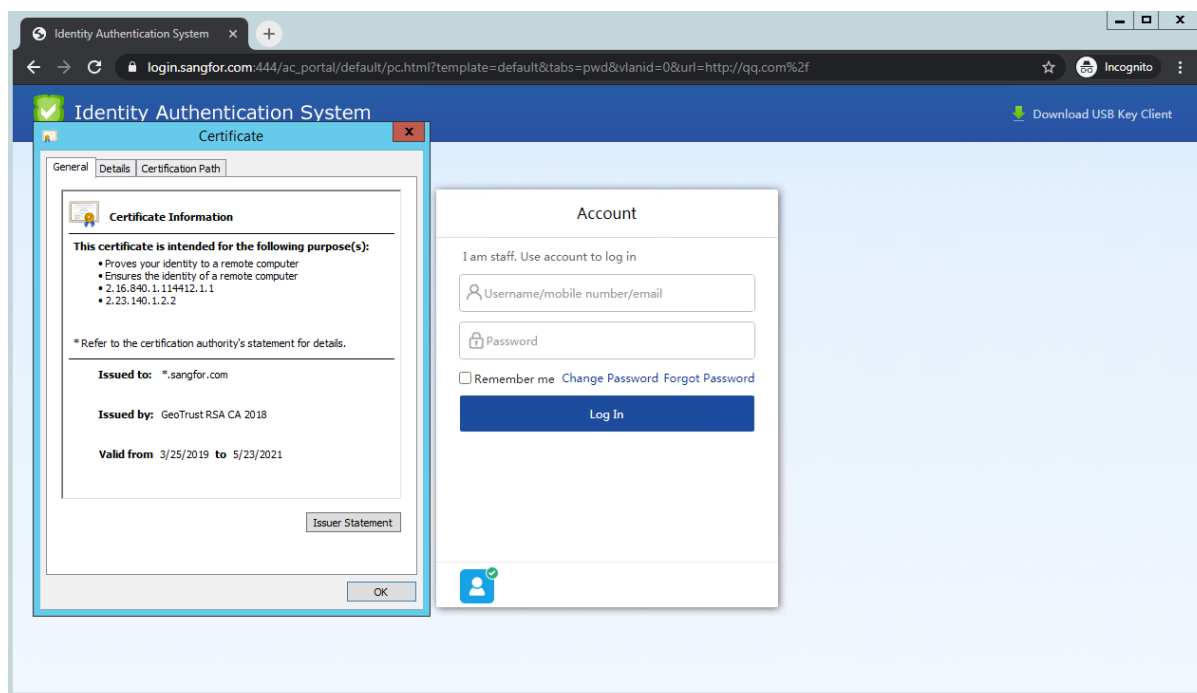 Identity Authentication System
login.sangfor.com:444/ac_portal/default/pc.html?template=default&tabs=pwd&vlanid=0&url=http://qq.com%2f
Incognito
Identity Authentication System
Download USB Key Client
Certificate
General Details Certification Path
Certificate Information
This certificate is intended for the following purpose(s):
• Proves your identity to a remote computer
• Ensures the identity of a remote computer
• 2.16.840.1.114412.1.1
• 2.23.140.1.2.2
* Refer to the certification authority's statement for details.
Issued to: *.sangfor.com
Issued by: GeoTrust RSA CA 2018
Valid from 3/25/2019 to 5/23/2021
Issuer Statement
OK
Account
I am staff. Use account to log in
Username/mobile number/email
Password
Remember me Change Password Forgot Password
Log In